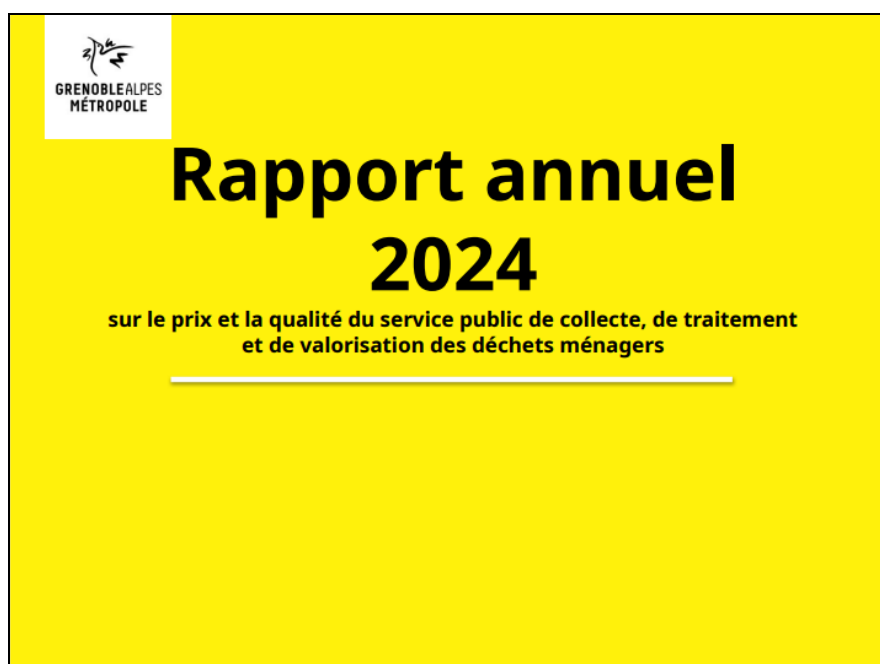 GRENOBLEALPES
MÉTROPOLE
Rapport annuel
2024
sur le prix et la qualité du service public de collecte, de traitement
et de valorisation des déchets ménagers